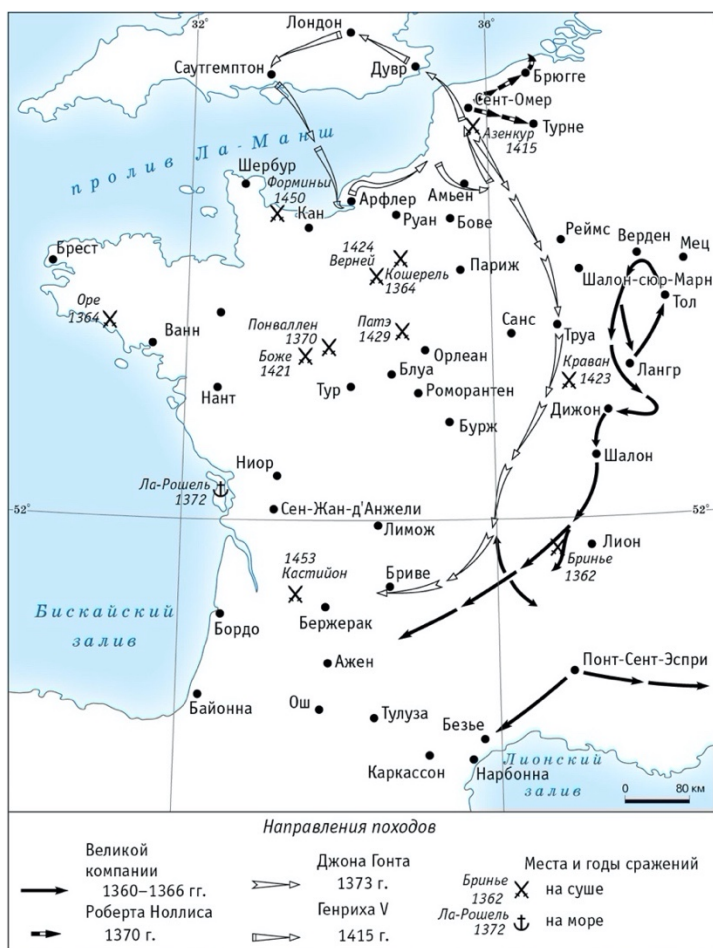 32°
36°
Лондон
Саутгемптон
Дувр
Брюгге
Сент-Омер
Турне
Азенкур
1415
пролив Ла-Манш
Шербур
Форминьи
1450
Кан
Арфлер
Амьен
Руан
Бове
Реймс
Верден
Мец
Брест
1424
Верней
Кошерель
1364
Париж
Шалон-сюр-Марн
Тол
Оре
1364
Ванн
Понваллен
1370
Боже
1421
Патэ
1429
Санс
Труа
Орлеан
Краван
1423
Лангр
Блуа
Нант
Тур
Роморантен
Дижон
Бурж
Шалон
Ниор
Ла-Рошель
1372
Сен-Жан-д'Анжели
52°
52°
Лимож
Лион
Бринье
1362
1453
Кастийон
Бриве
Бискайский
залив
Бордо
Бержерак
Ажен
Понт-Сент-Эспри
Байонна
Ош
Тулуза
Безье
Каркассон
Нарбонна
Лионский
залив
0 80 км
Направления походов
Великой
компании
1360–1366 гг.
Роберта Ноллиса
1370 г.
Джона Гонта
1373 г.
Генриха V
1415 г.
Места и годы сражений
Бринье
1362
на суше
Ла-Рошель
1372
на море